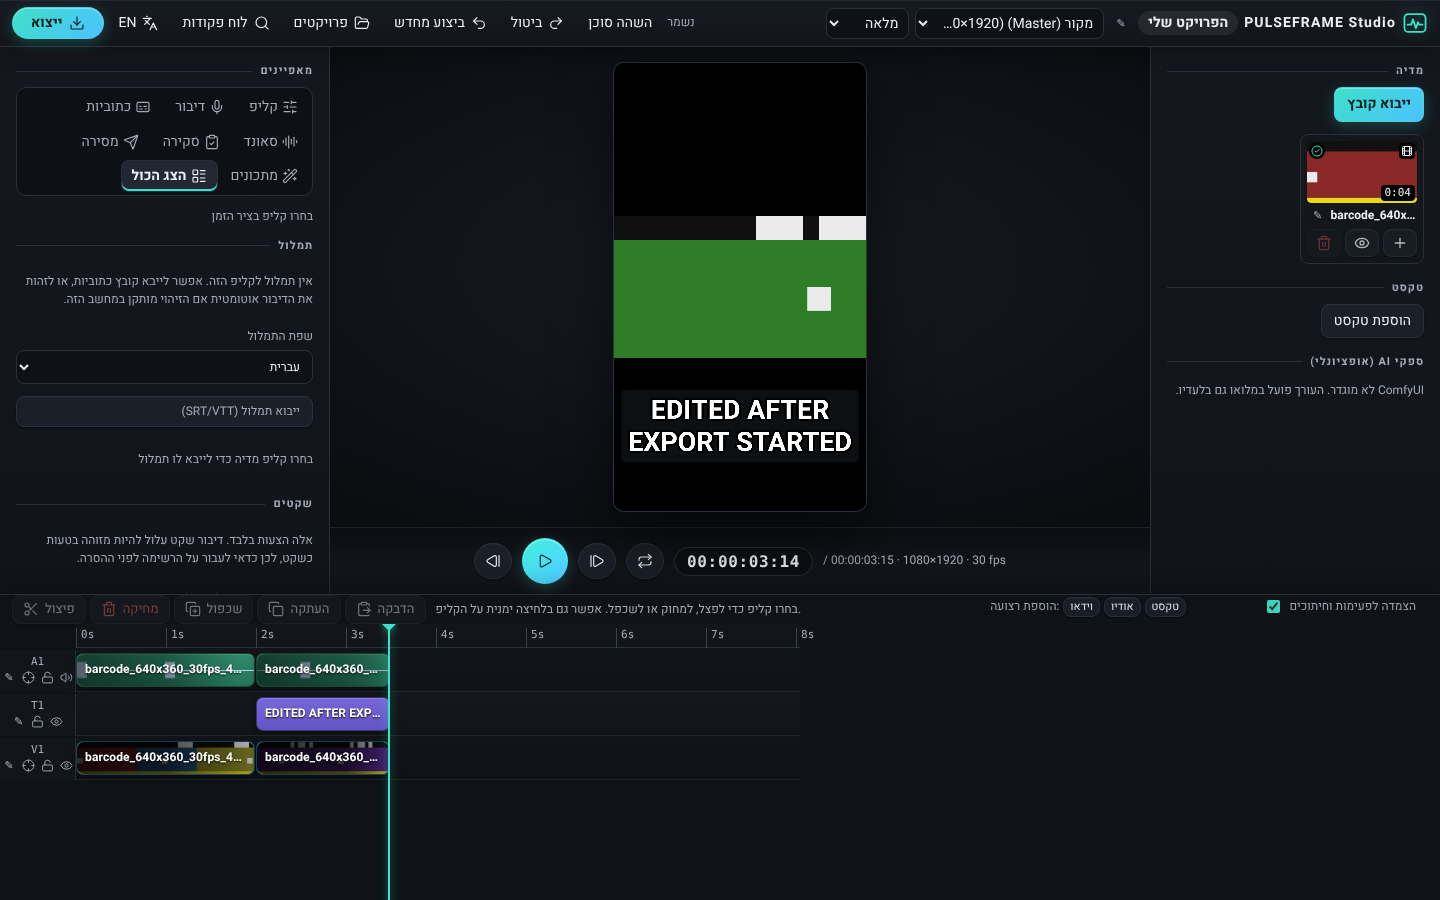 PULSEFRAME Studio
הפרויקט שלי
מקור (Master) (1920×0...
מלאה
נשמר
השהה סוכן
ביטול
ביצוע מחדש
פרויקטים
לוח פקודות
EN
ייצוא
מדיה
ייבוא קובץ
0:04
barcode_640x...
טקסט
הוספת טקסט
ספקי AI (אופציונלי)
ComfyUI לא מוגדר. העורך פועל במלואו גם בלעדיו.
EDITED AFTER
EXPORT STARTED
00:00:03:14
/ 00:00:03:15 · 1080×1920 · 30 fps
מאפיינים
קליפ
דיבור
כתוביות
סאונד
סקירה
מסירה
מתכונים
הצג הכול
בחרו קליפ בציר הזמן
תמלול
אין תמלול לקליפ הזה. אפשר לייבא קובץ כתוביות, או לזהות
את הדיבור אוטומטית אם הזיהוי מותקן במחשב הזה.
שפת התמלול
עברית
ייבוא תמלול (SRT/VTT)
בחרו קליפ מדיה כדי לייבא לו תמלול
שקטים
אלה הצעות בלבד. דיבור שקט עלול להיות מזוהה בטעות
כשקט, לכן כדאי לעבור על הרשימה לפני ההסרה.
הצמדה לפעימות וחיתוכים
הוספת רצועה:
וידאו
אודיו
טקסט
בחרו קליפ כדי לפצל, למחוק או לשכפל. אפשר גם בלחיצה ימנית על הקליפ.
הדבקה
העתקה
שכפול
מחיקה
פיצול
0s
1s
2s
3s
4s
5s
6s
7s
8s
A1
barcode_640x360_30fps_4...
barcode_640x360_...
T1
EDITED AFTER EXP...
V1
barcode_640x360_30fps_4...
barcode_640x360_...